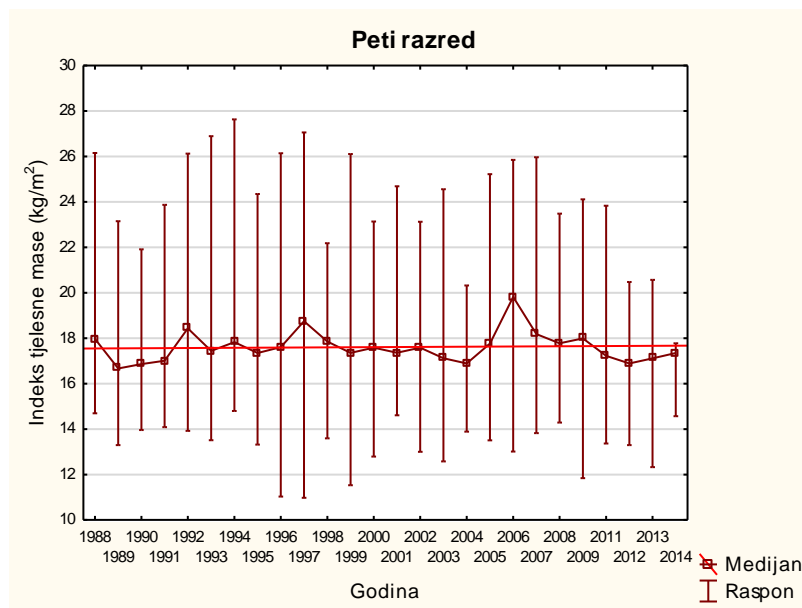 Peti razred
Indeks tjelesne mase (kg/m²)
30
28
26
24
22
20
18
16
14
12
10
1988 1990 1992 1994 1996 1998 2000 2002 2004 2006 2008 2011 2013
1989 1991 1993 1995 1997 1999 2001 2003 2005 2007 2009 2012 2014
Godina
Medijan
Raspon